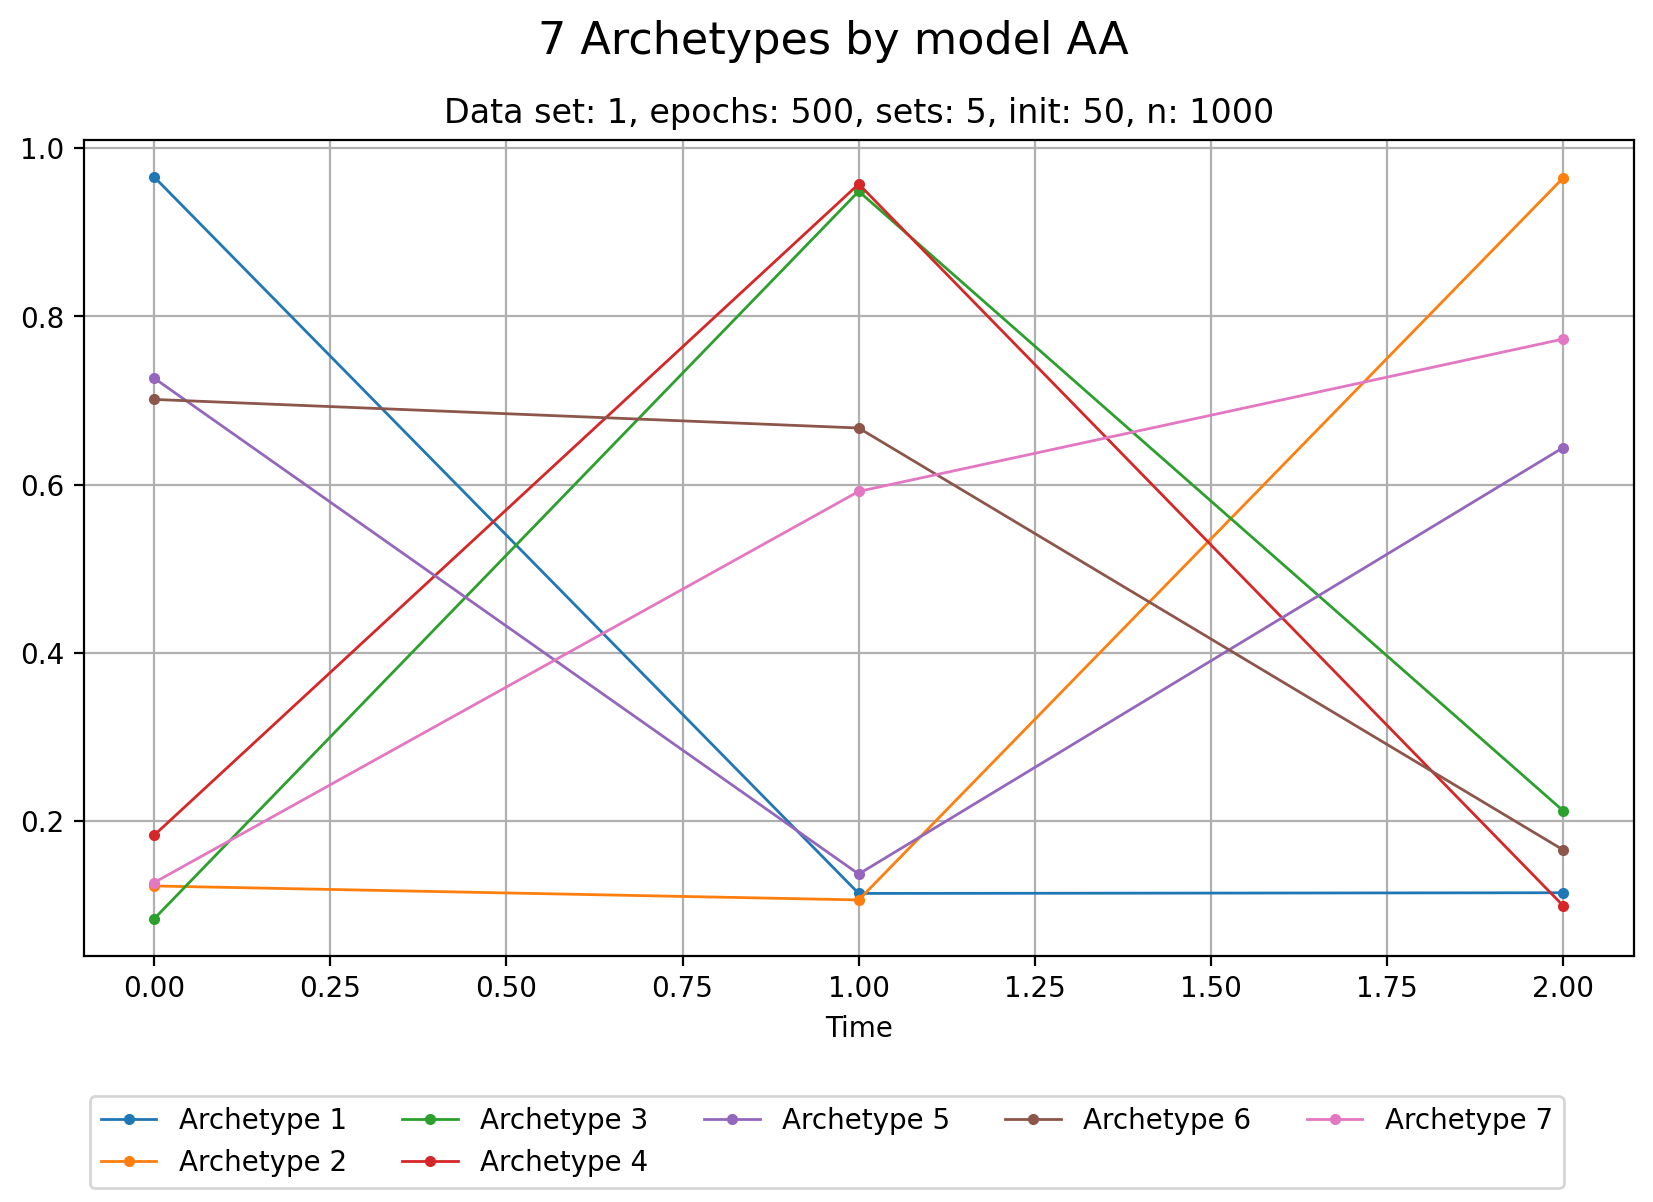 7 Archetypes by model AA
Data set: 1, epochs: 500, sets: 5, init: 50, n: 1000
1.0
0.8
0.6
0.4
0.2
0.00 0.25 0.50 0.75 1.00 1.25 1.50 1.75 2.00
Time
Archetype 1 Archetype 3 Archetype 5 Archetype 6 Archetype 7
Archetype 2 Archetype 4